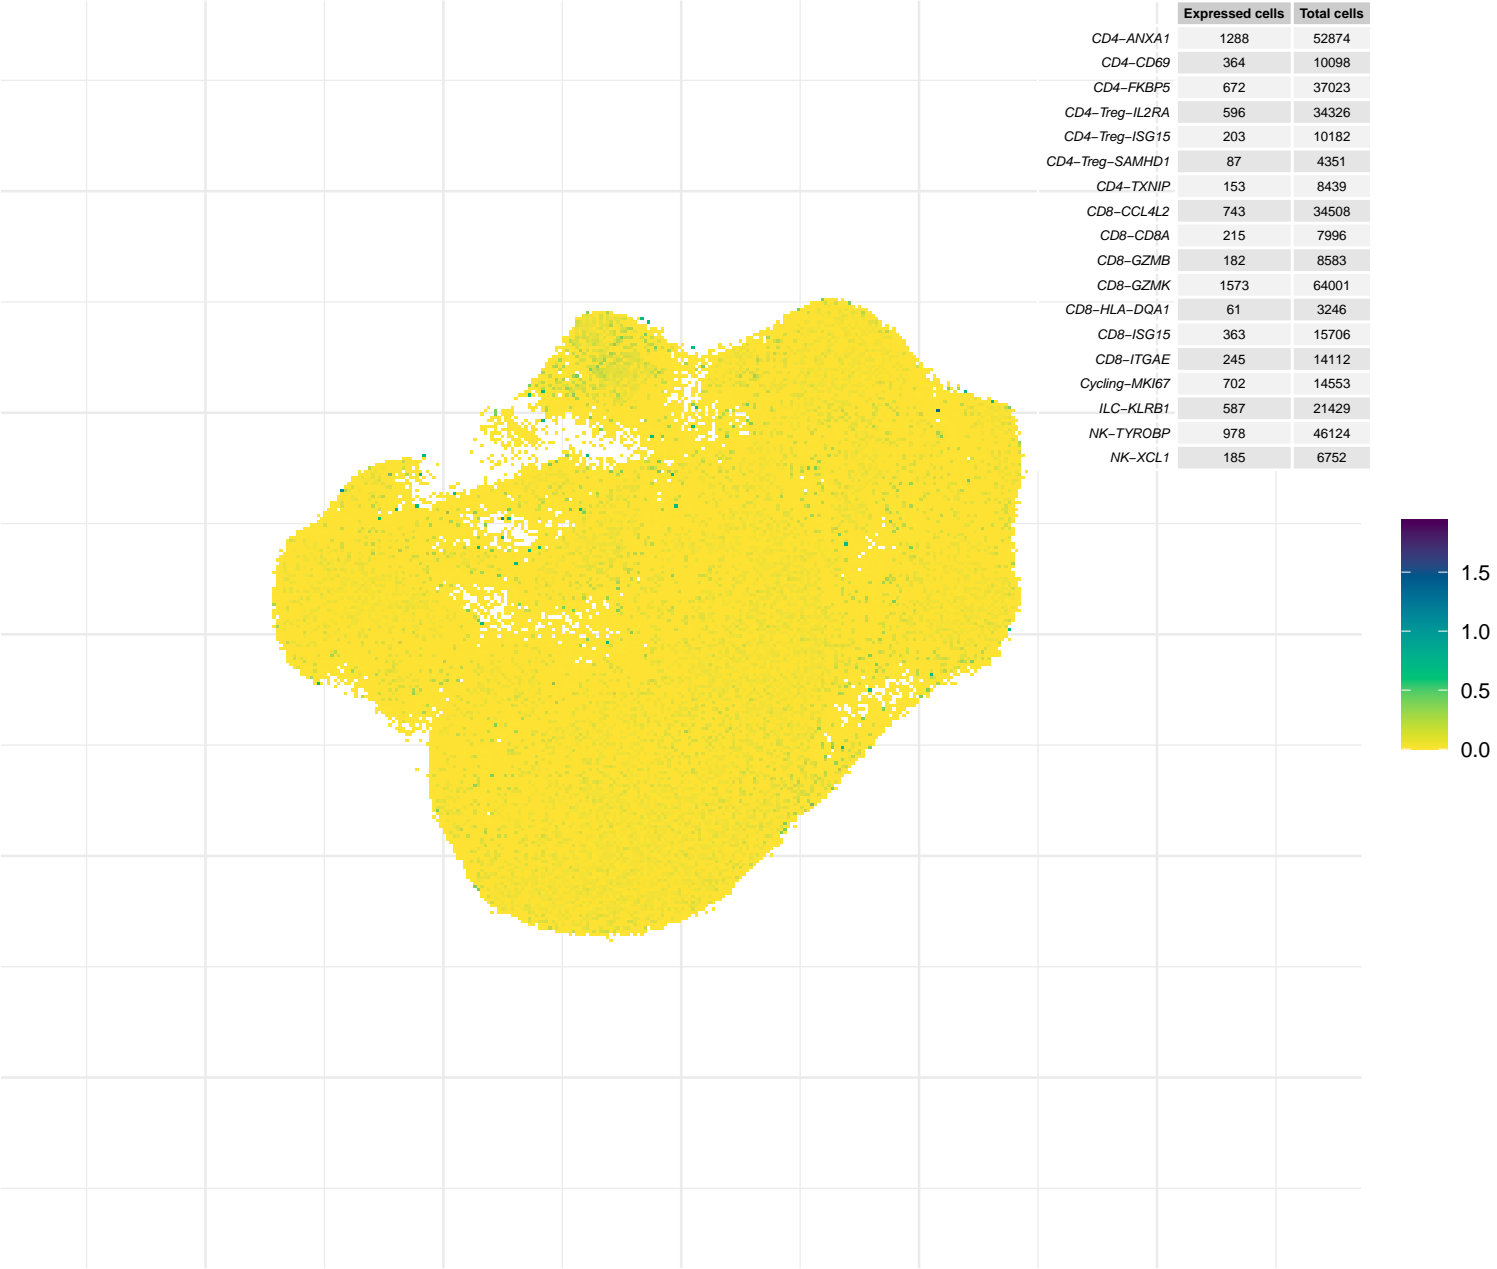 Expressed cells Total cells
CD4−ANXA1 1288 52874
CD4−CD69 364 10098
CD4−FKBP5 672 37023
CD4−Treg−IL2RA 596 34326
CD4−Treg−ISG15 203 10182
CD4−Treg−SAMHD1 87 4351
CD4−TXNIP 153 8439
CD8−CCL4L2 743 34508
CD8−CD8A 215 7996
CD8−GZMB 182 8583
CD8−GZMK 1573 64001
CD8−HLA−DQA1 61 3246
CD8−ISG15 363 15706
CD8−ITGAE 245 14112
Cycling−MKI67 702 14553
ILC−KLRB1 587 21429
NK−TYROBP 978 46124
NK−XCL1 185 6752
1.5
1.0
0.5
0.0